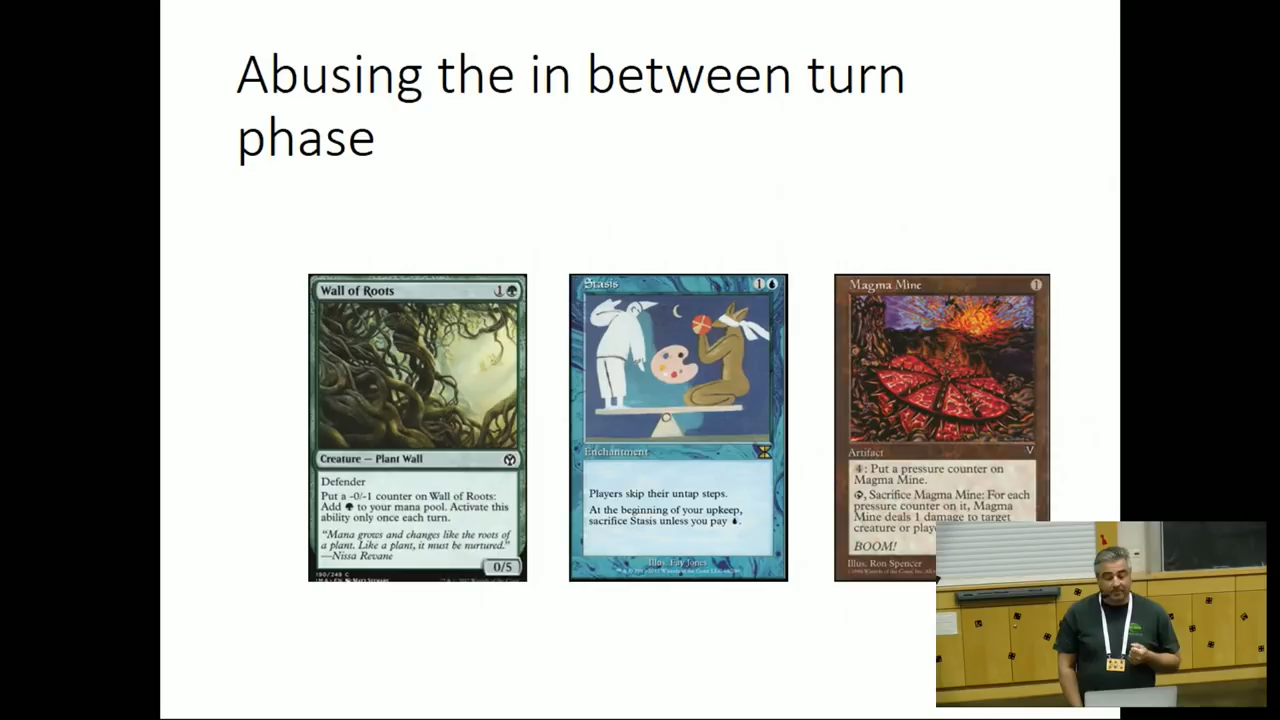 Abusing the in between turn
phase
Wall of Roots 1
Creature — Plant Wall
Defender
Put a -0/-1 counter on Wall of Roots:
Add to your mana pool. Activate this
ability only once each turn.
"Mana grows and changes like the roots of
a plant. Like a plant, it must be nurtured."
—Nissa Revane
0/5
Stasis 1
Enchantment
Players skip their untap steps.
At the beginning of your upkeep,
sacrifice Stasis unless you pay
Illus. Fay Jones
Magma Mine 1
Artifact
4: Put a pressure counter on
Magma Mine.
, Sacrifice Magma Mine: For each
pressure counter on it, Magma
Mine deals 1 damage to target
creature or
BOOM!
Illus. Ron Spencer